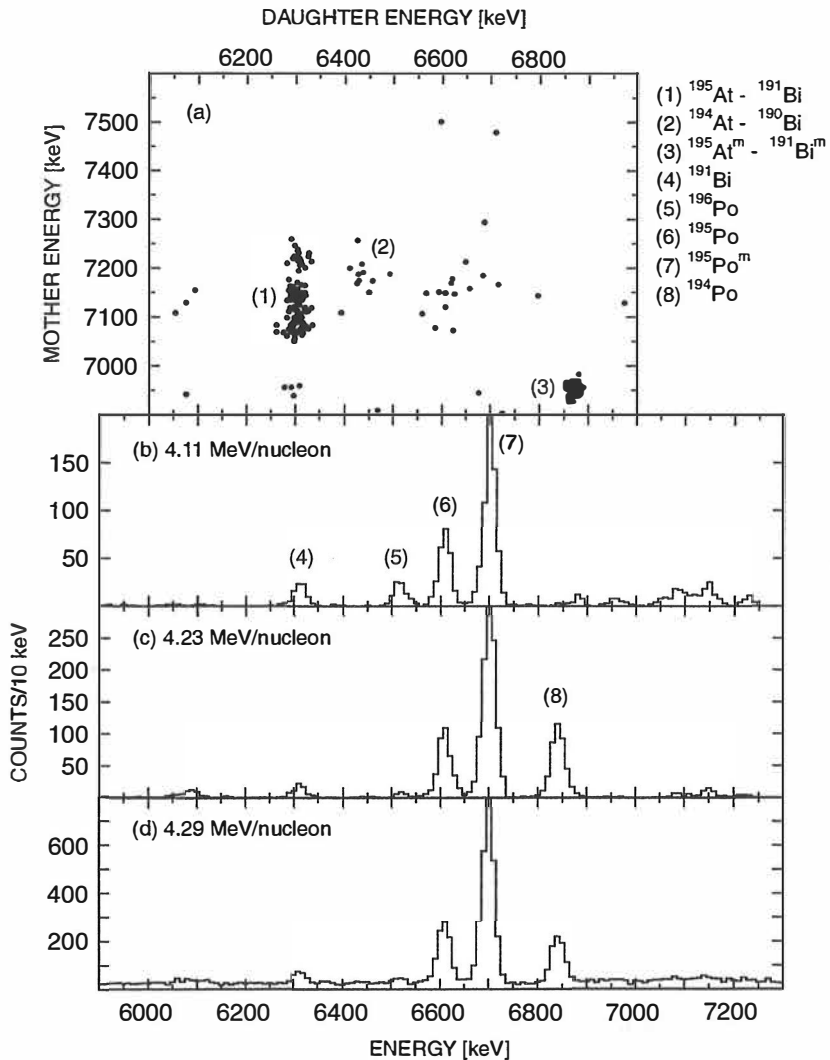 DAUGHTER ENERGY [keV]
6200 6400 6600 6800
MOTHER ENERGY [keV]
7500
7400
7300
7200
7100
7000
(a)
(1)
(2)
(3)
(1) ¹⁹⁵At - ¹⁹¹Bi
(2) ¹⁹⁴At - ¹⁹⁰Bi
(3) ¹⁹⁵Atᵐ - ¹⁹¹Biᵐ
(4) ¹⁹¹Bi
(5) ¹⁹⁶Po
(6) ¹⁹⁵Po
(7) ¹⁹⁵Poᵐ
(8) ¹⁹⁴Po
COUNTS/10 keV
(b) 4.11 MeV/nucleon
150
100
50
(4)
(5)
(6)
(7)
(c) 4.23 MeV/nucleon
250
200
150
100
50
(8)
(d) 4.29 MeV/nucleon
600
400
200
6000 6200 6400 6600 6800 7000 7200
ENERGY [keV]